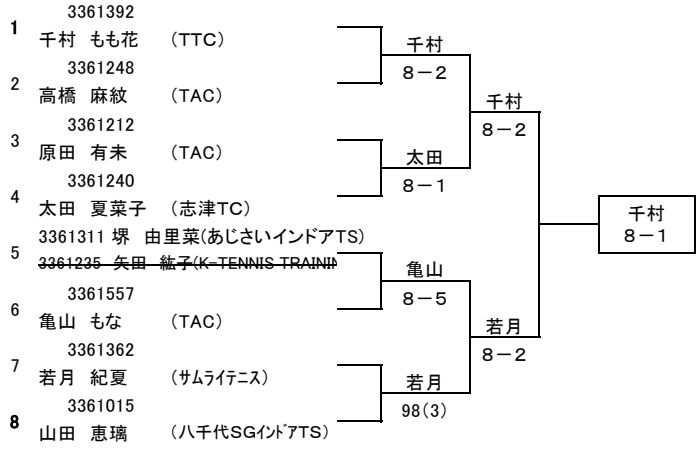 3361392
1 千村 もも花 (TTC)
千村
8-2
3361248
2 高橋 麻紋 (TAC)
千村
8-2
3361212
3 原田 有未 (TAC)
太田
8-1
3361240
4 太田 夏菜子 (志津TC)
千村
8-1
5 3361311 堺 由里菜(あじさいインドアTS)
3361235 矢田 紘子(K-TENNIS TRAININ
亀山
8-5
3361557
6 亀山 もな (TAC)
若月
8-2
3361362
7 若月 紀夏 (サムライテニス)
若月
98(3)
3361015
8 山田 恵璃 (八千代SGインドアTS)